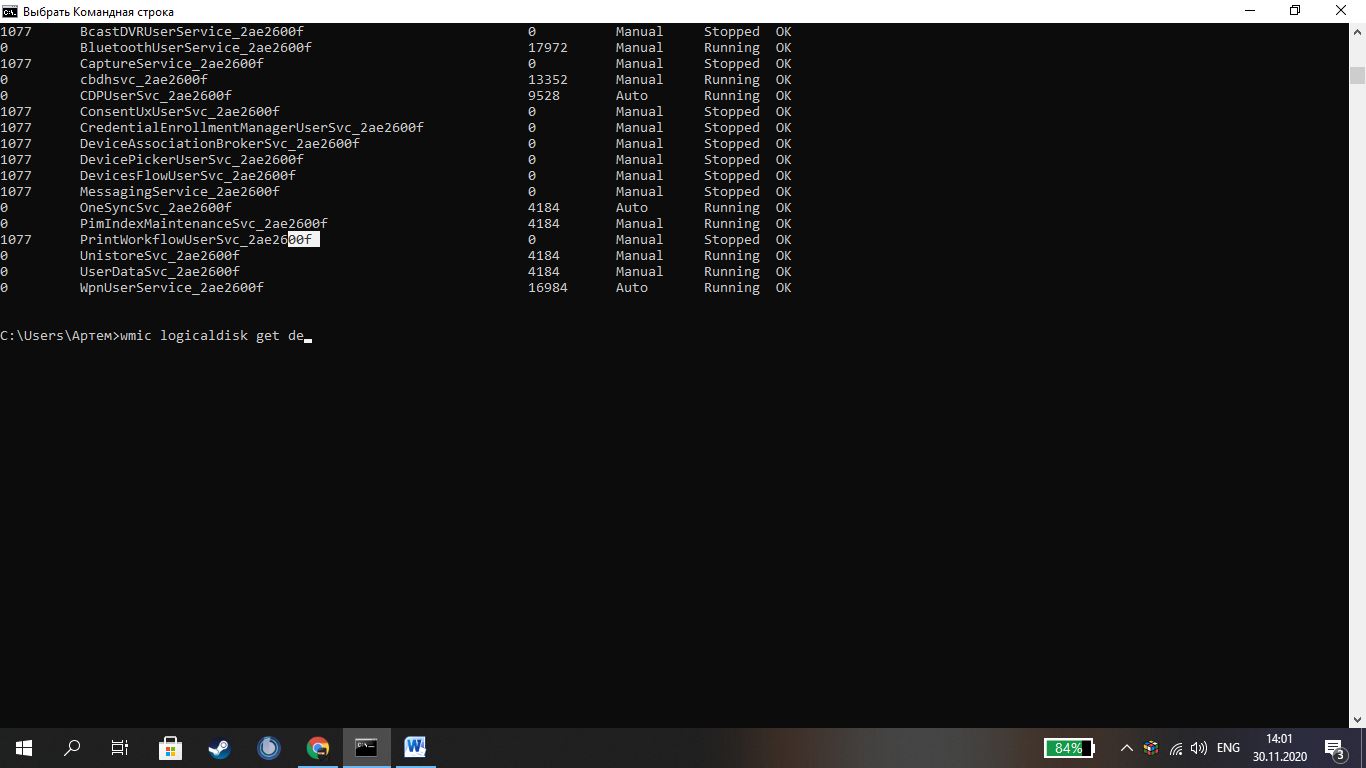 Выбрать Командная строка
1077 BcastDVRUserService_2ae2600f 0 Manual Stopped OK
0 BluetoothUserService_2ae2600f 17972 Manual Running OK
1077 CaptureService_2ae2600f 0 Manual Stopped OK
0 cbdhsvc_2ae2600f 13352 Manual Running OK
0 CDPUserSvc_2ae2600f 9528 Auto Running OK
1077 ConsentUxUserSvc_2ae2600f 0 Manual Stopped OK
1077 CredentialEnrollmentManagerUserSvc_2ae2600f 0 Manual Stopped OK
1077 DeviceAssociationBrokerSvc_2ae2600f 0 Manual Stopped OK
1077 DevicePickerUserSvc_2ae2600f 0 Manual Stopped OK
1077 DevicesFlowUserSvc_2ae2600f 0 Manual Stopped OK
1077 MessagingService_2ae2600f 0 Manual Stopped OK
0 OneSyncSvc_2ae2600f 4184 Auto Running OK
0 PimIndexMaintenanceSvc_2ae2600f 4184 Manual Running OK
1077 PrintWorkflowUserSvc_2ae2600f 0 Manual Stopped OK
0 UnistoreSvc_2ae2600f 4184 Manual Running OK
0 UserDataSvc_2ae2600f 4184 Manual Running OK
0 WpnUserService_2ae2600f 16984 Auto Running OK
C:\Users\Артем>wmic logicaldisk get de
84% ENG 14:01
30.11.2020 3